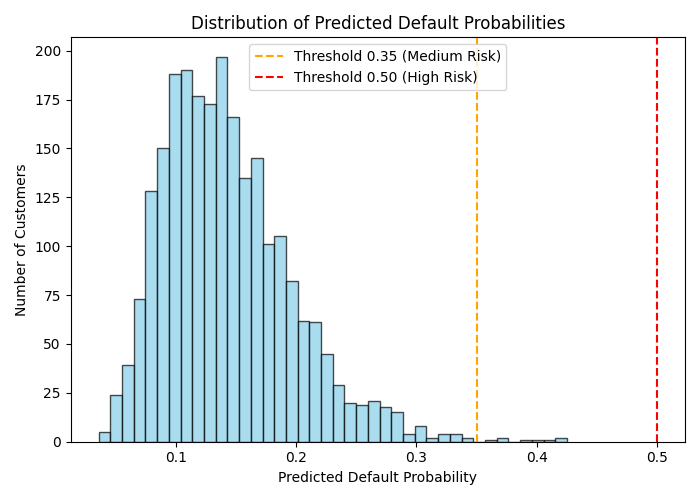 Distribution of Predicted Default Probabilities
Threshold 0.35 (Medium Risk)
Threshold 0.50 (High Risk)
200
175
150
125
100
75
50
25
0
Number of Customers
0.1 0.2 0.3 0.4 0.5
Predicted Default Probability